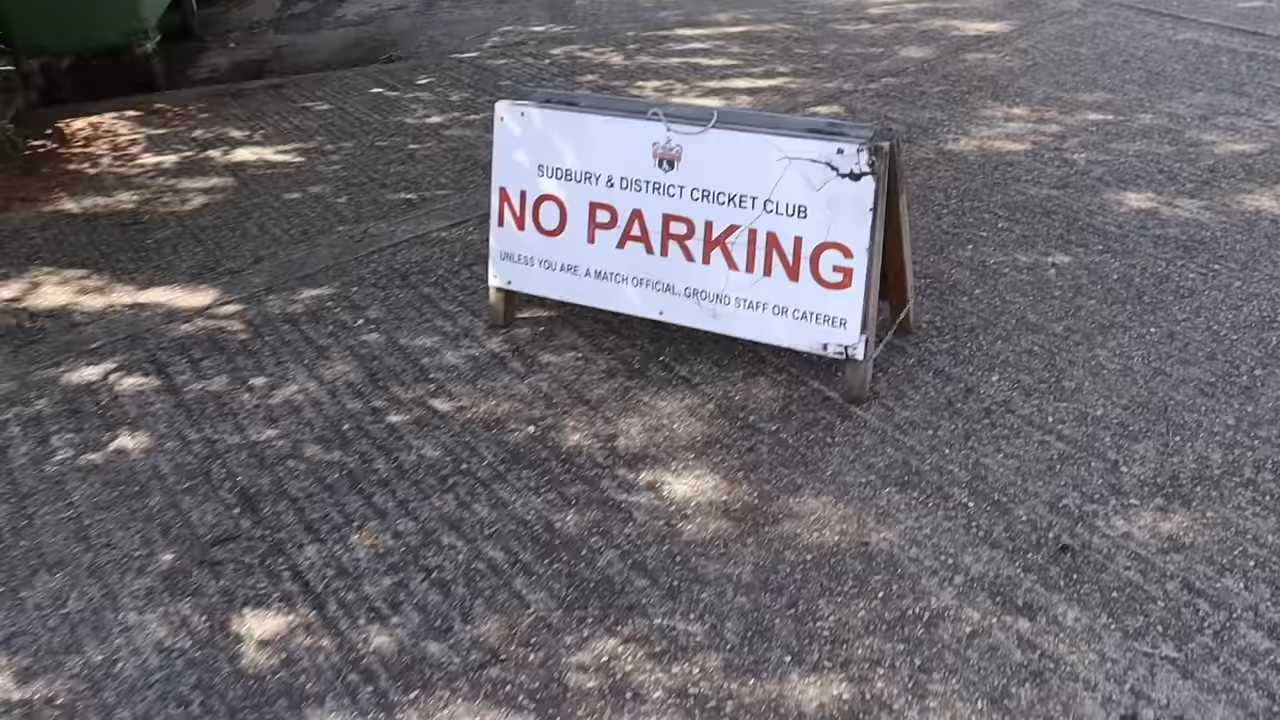 SUDBURY & DISTRICT CRICKET CLUB
NO PARKING
UNLESS YOU ARE, A MATCH OFFICIAL, GROUND STAFF OR CATERER